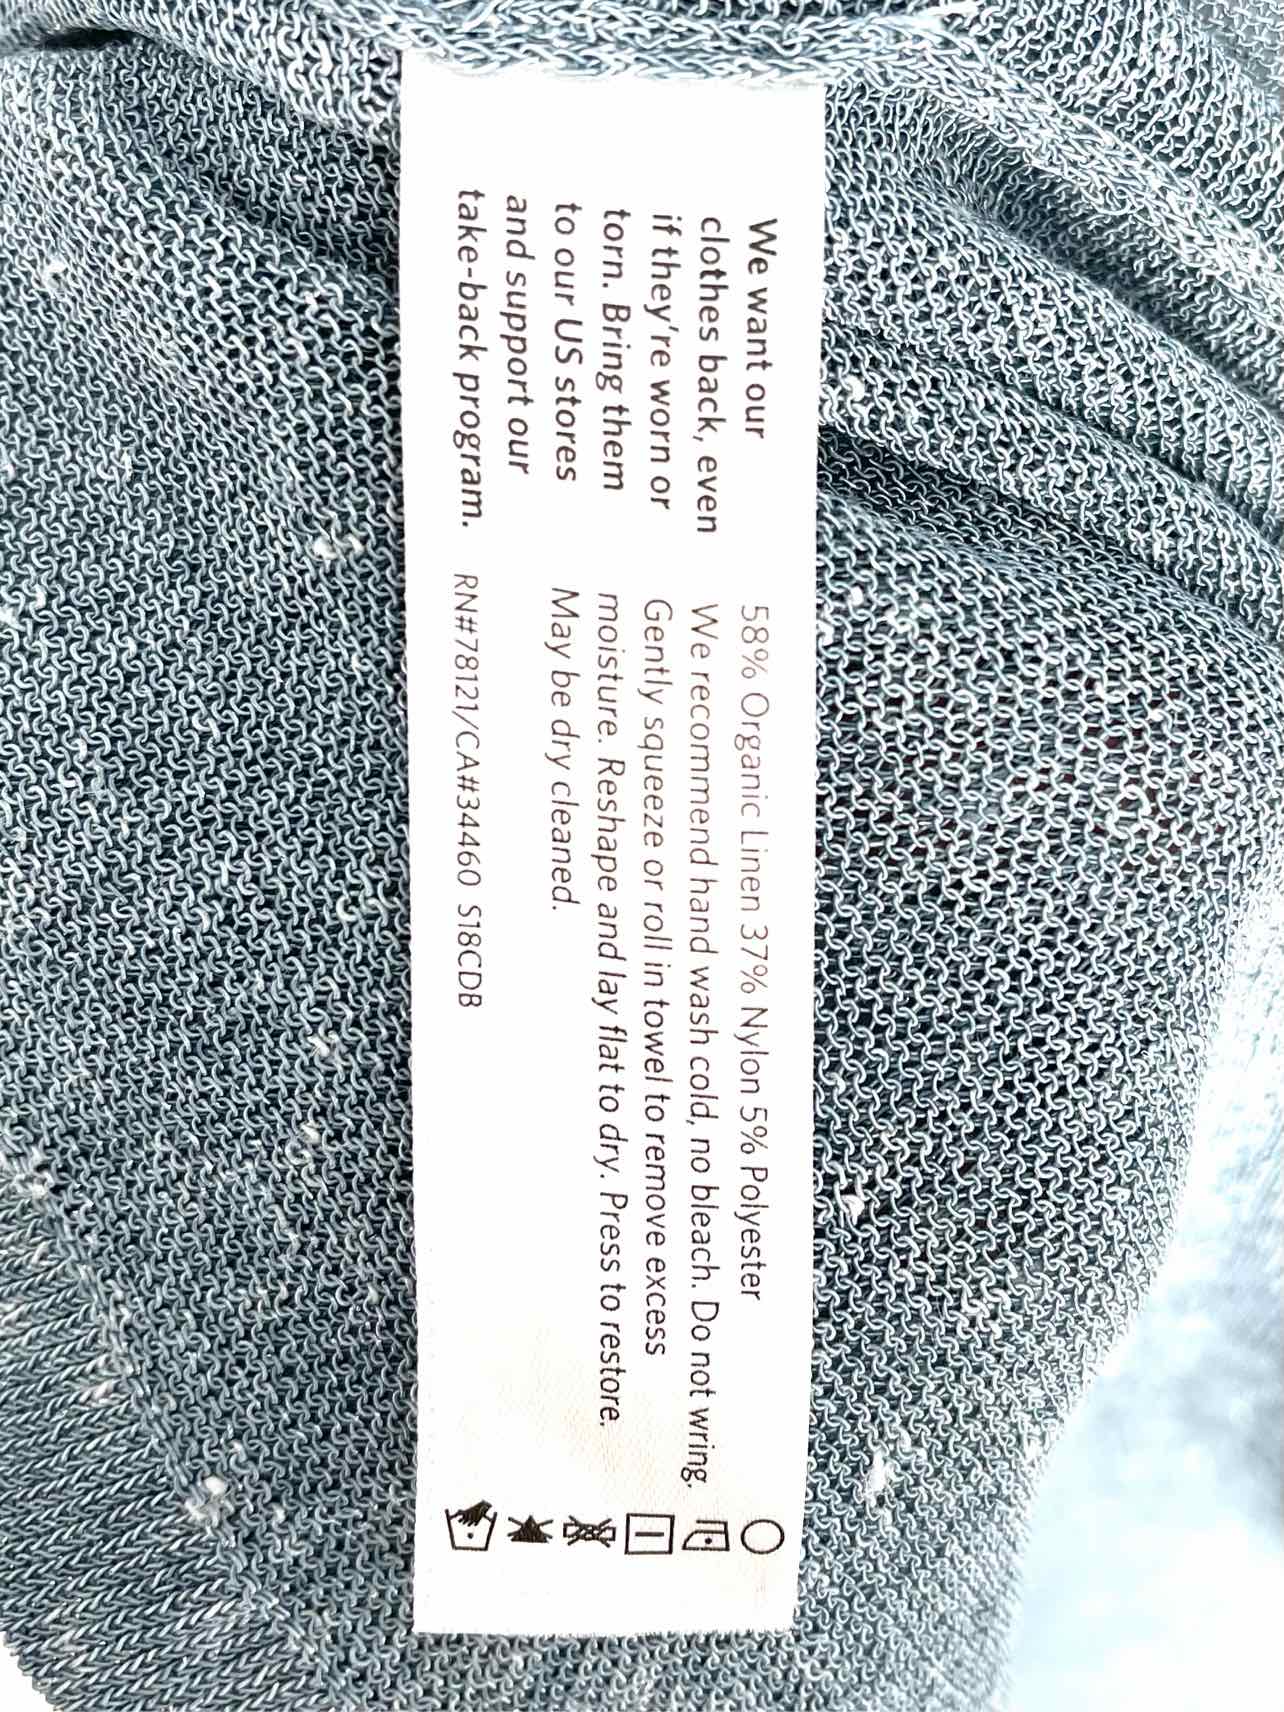 We want our
clothes back, even
if they're worn or
torn. Bring them
to our US stores
and support our
take-back program.
58% Organic Linen 37% Nylon 5% Polyester
We recommend hand wash cold, no bleach. Do not wring.
Gently squeeze or roll in towel to remove excess
moisture. Reshape and lay flat to dry. Press to restore.
May be dry cleaned.
RN#78121/CA#34460 S18CDB